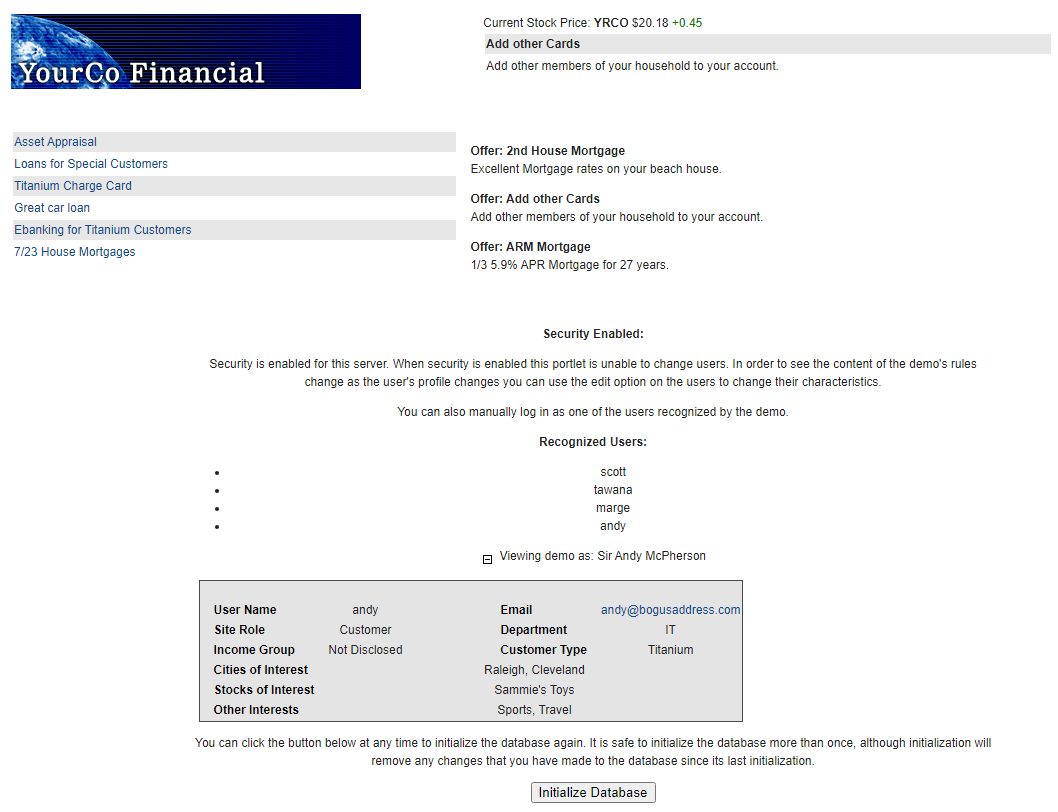 YourCo Financial
Current Stock Price: YRCO $20.18 +0.45
Add other Cards
Add other members of your household to your account.
Asset Appraisal
Loans for Special Customers
Titanium Charge Card
Great car loan
Ebanking for Titanium Customers
7/23 House Mortgages
Offer: 2nd House Mortgage
Excellent Mortgage rates on your beach house.
Offer: Add other Cards
Add other members of your household to your account.
Offer: ARM Mortgage
1/3 5.9% APR Mortgage for 27 years.
Security Enabled:
Security is enabled for this server. When security is enabled this portlet is unable to change users. In order to see the content of the demo's rules
change as the user's profile changes you can use the edit option on the users to change their characteristics.
You can also manually log in as one of the users recognized by the demo.
Recognized Users:
• scott
• tawana
• marge
• andy
Viewing demo as: Sir Andy McPherson
User Name andy Email andy@bogusaddress.com
Site Role Customer Department IT
Income Group Not Disclosed Customer Type Titanium
Cities of Interest Raleigh, Cleveland
Stocks of Interest Sammie's Toys
Other Interests Sports, Travel
You can click the button below at any time to initialize the database again. It is safe to initialize the database more than once, although initialization will
remove any changes that you have made to the database since its last initialization.
Initialize Database